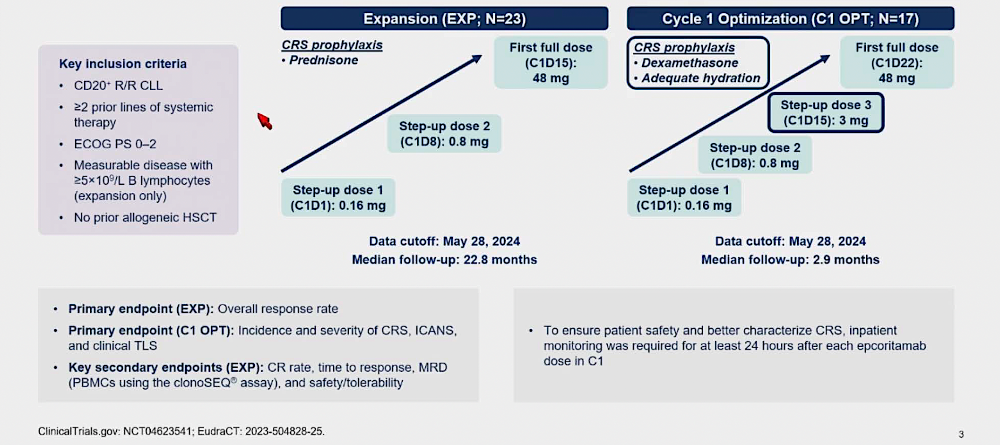 Expansion (EXP; N=23)
CRS prophylaxis
• Prednisone
First full dose
(C1D15):
48 mg
Step-up dose 2
(C1D8): 0.8 mg
Step-up dose 1
(C1D1): 0.16 mg
Data cutoff: May 28, 2024
Median follow-up: 22.8 months
Cycle 1 Optimization (C1 OPT; N=17)
CRS prophylaxis
• Dexamethasone
• Adequate hydration
First full dose
(C1D22):
48 mg
Step-up dose 3
(C1D15): 3 mg
Step-up dose 2
(C1D8): 0.8 mg
Step-up dose 1
(C1D1): 0.16 mg
Data cutoff: May 28, 2024
Median follow-up: 2.9 months
Key inclusion criteria
• CD20⁺ R/R CLL
• ≥2 prior lines of systemic
therapy
• ECOG PS 0–2
• Measurable disease with
≥5×10⁹/L B lymphocytes
(expansion only)
• No prior allogeneic HSCT
• Primary endpoint (EXP): Overall response rate
• Primary endpoint (C1 OPT): Incidence and severity of CRS, ICANS,
and clinical TLS
• Key secondary endpoints (EXP): CR rate, time to response, MRD
(PBMCs using the clonoSEQ® assay), and safety/tolerability
• To ensure patient safety and better characterize CRS, inpatient
monitoring was required for at least 24 hours after each epcoritamab
dose in C1
ClinicalTrials.gov: NCT04623541; EudraCT: 2023-504828-25.
3